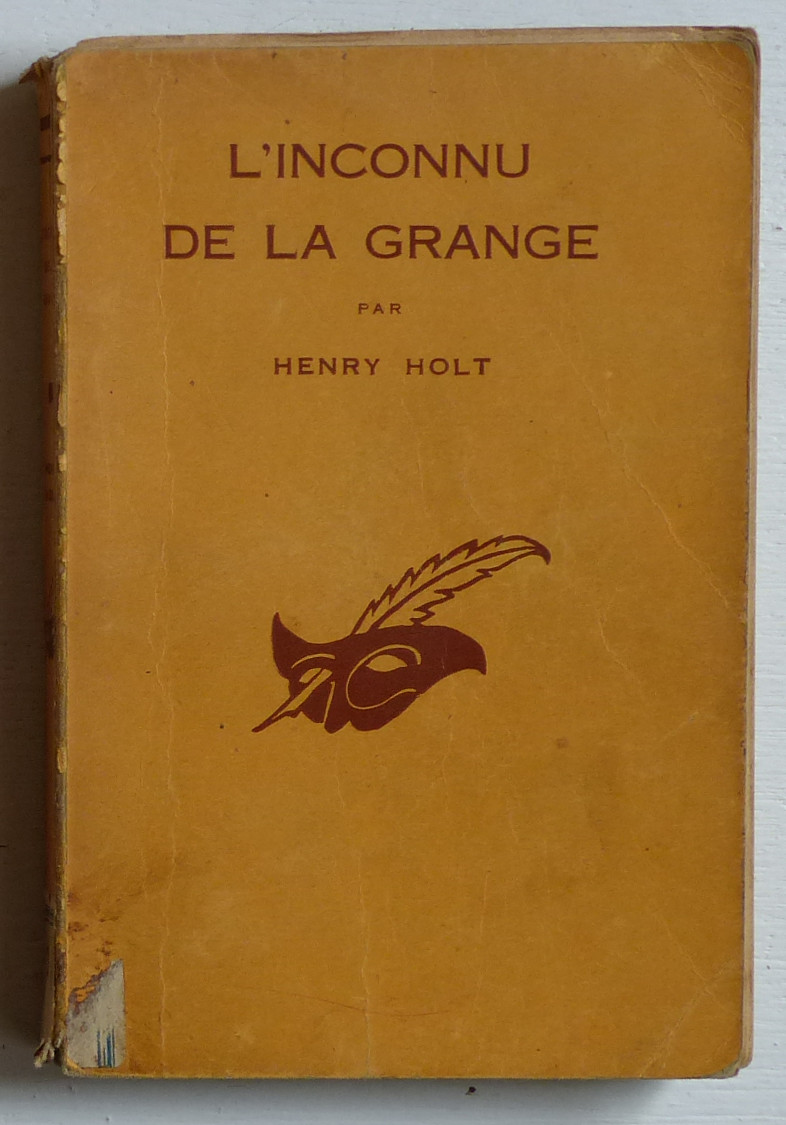 L'INCONNU
DE LA GRANGE
PAR
HENRY HOLT